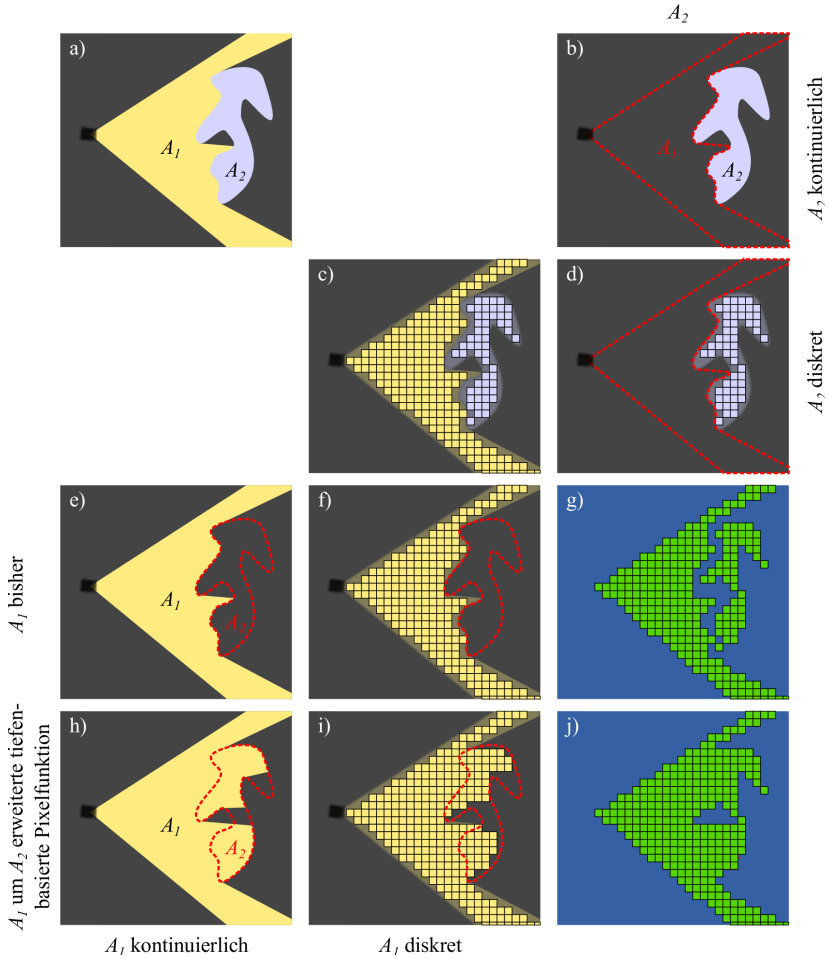 A₂
a)
A₁
A₂
b)
A₁
A₂
A₂ kontinuierlich
c)
d)
A₂ diskret
A₁ bisher
e)
A₁
A₂
f)
g)
A₁ um A₂ erweiterte tiefen-
basierte Pixelfunktion
h)
A₁
A₂
i)
j)
A₁ kontinuierlich
A₁ diskret